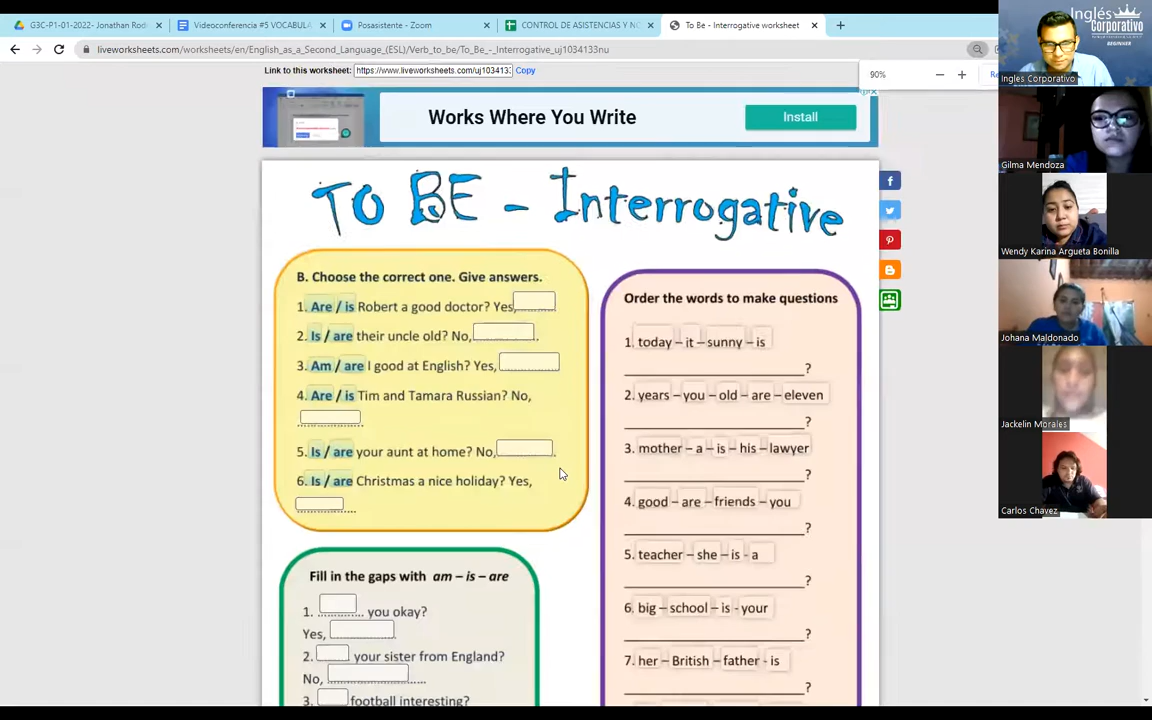 G3C-P1-01-2022- Jonathan Rod
Videoconferencia #5 VOCABULA
Posasistente - Zoom
CONTROL DE ASISTENCIAS Y NO
To Be - Interrogative worksheet
liveworksheets.com/worksheets/en/English_as_a_Second_Language_(ESL)/Verb_to_be/To_Be_-_Interrogative_uj1034133nu
90%
Link to this worksheet:
https://www.liveworksheets.com/uj10341
Copy
Works Where You Write
Install
TO BE - Interrogative
B. Choose the correct one. Give answers.
1. Are / is Robert a good doctor? Yes,
2. Is / are their uncle old? No,
3. Am / are I good at English? Yes,
4. Are / is Tim and Tamara Russian? No,
5. Is / are your aunt at home? No,
6. Is / are Christmas a nice holiday? Yes,
Fill in the gaps with am – is – are
1. you okay?
Yes,
2. your sister from England?
No,
3. football interesting?
Order the words to make questions
1. today – it – sunny – is
?
2. years – you – old – are – eleven
?
3. mother – a – is – his – lawyer
?
4. good – are – friends – you
?
5. teacher – she – is - a
?
6. big – school – is - your
?
7. her – British – father - is
?
Inglés
Corporativo
BEGINNER
Ingles Corporativo
Gilma Mendoza
Wendy Karina Argueta Bonilla
Johana Maldonado
Jackelin Morales
Carlos Chavez